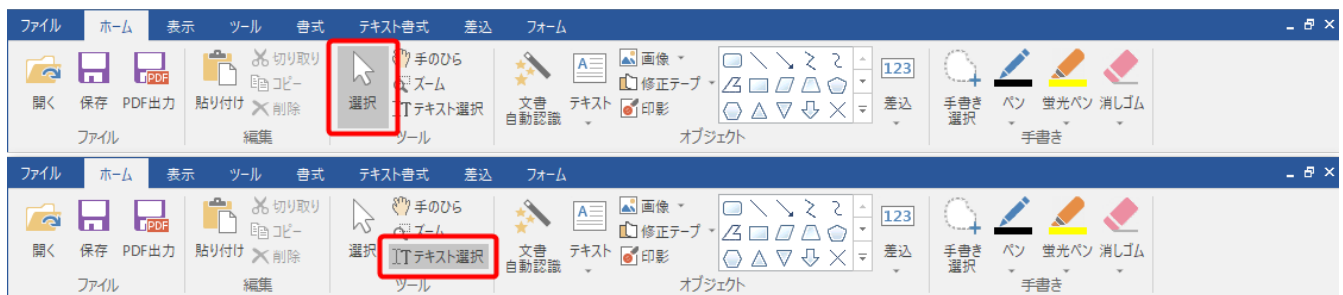 ファイル ホーム 表示 ツール 書式 テキスト書式 差込 フォーム
開く 保存 PDF出力 貼り付け 切り取り コピー 削除 選択 手のひら ズーム テキスト選択 文書自動認識 テキスト 画像 修正テープ 印影 123 差込 手書き選択 ペン 蛍光ペン 消しゴム
ファイル 編集 ツール オブジェクト 手書き
ファイル ホーム 表示 ツール 書式 テキスト書式 差込 フォーム
開く 保存 PDF出力 貼り付け 切り取り コピー 削除 選択 手のひら ズーム テキスト選択 文書自動認識 テキスト 画像 修正テープ 印影 123 差込 手書き選択 ペン 蛍光ペン 消しゴム
ファイル 編集 ツール オブジェクト 手書き